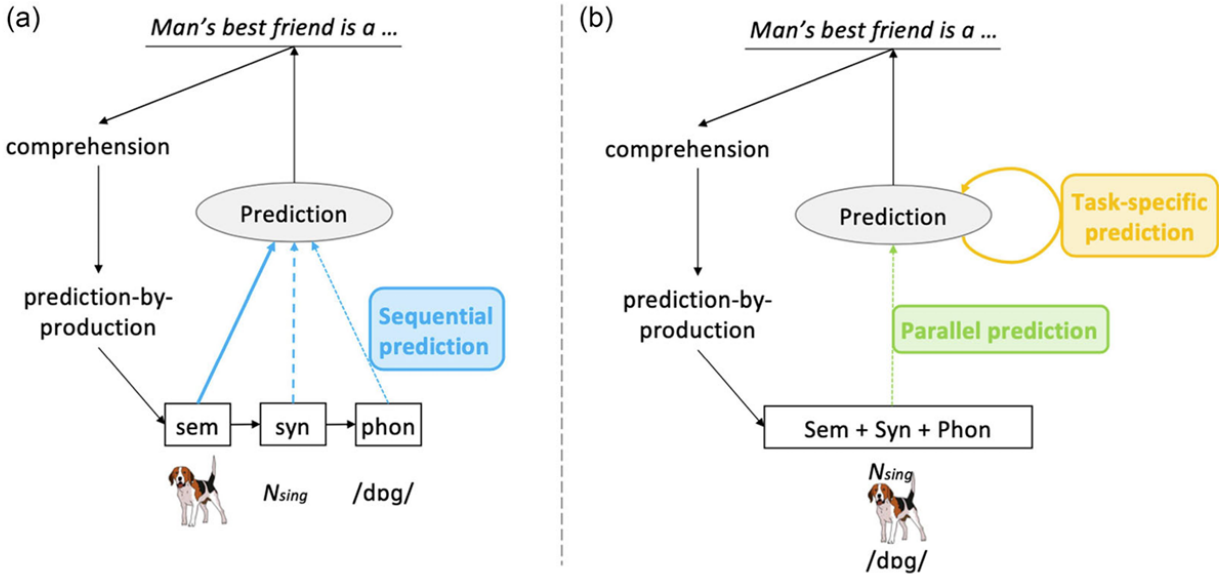 (a)
Man’s best friend is a …
comprehension
Prediction
prediction-by-
production
Sequential
prediction
sem
syn
phon
Nsing
/dɒg/
(b)
Man’s best friend is a …
comprehension
Prediction
Task-specific
prediction
prediction-by-
production
Parallel prediction
Sem + Syn + Phon
Nsing
/dɒg/